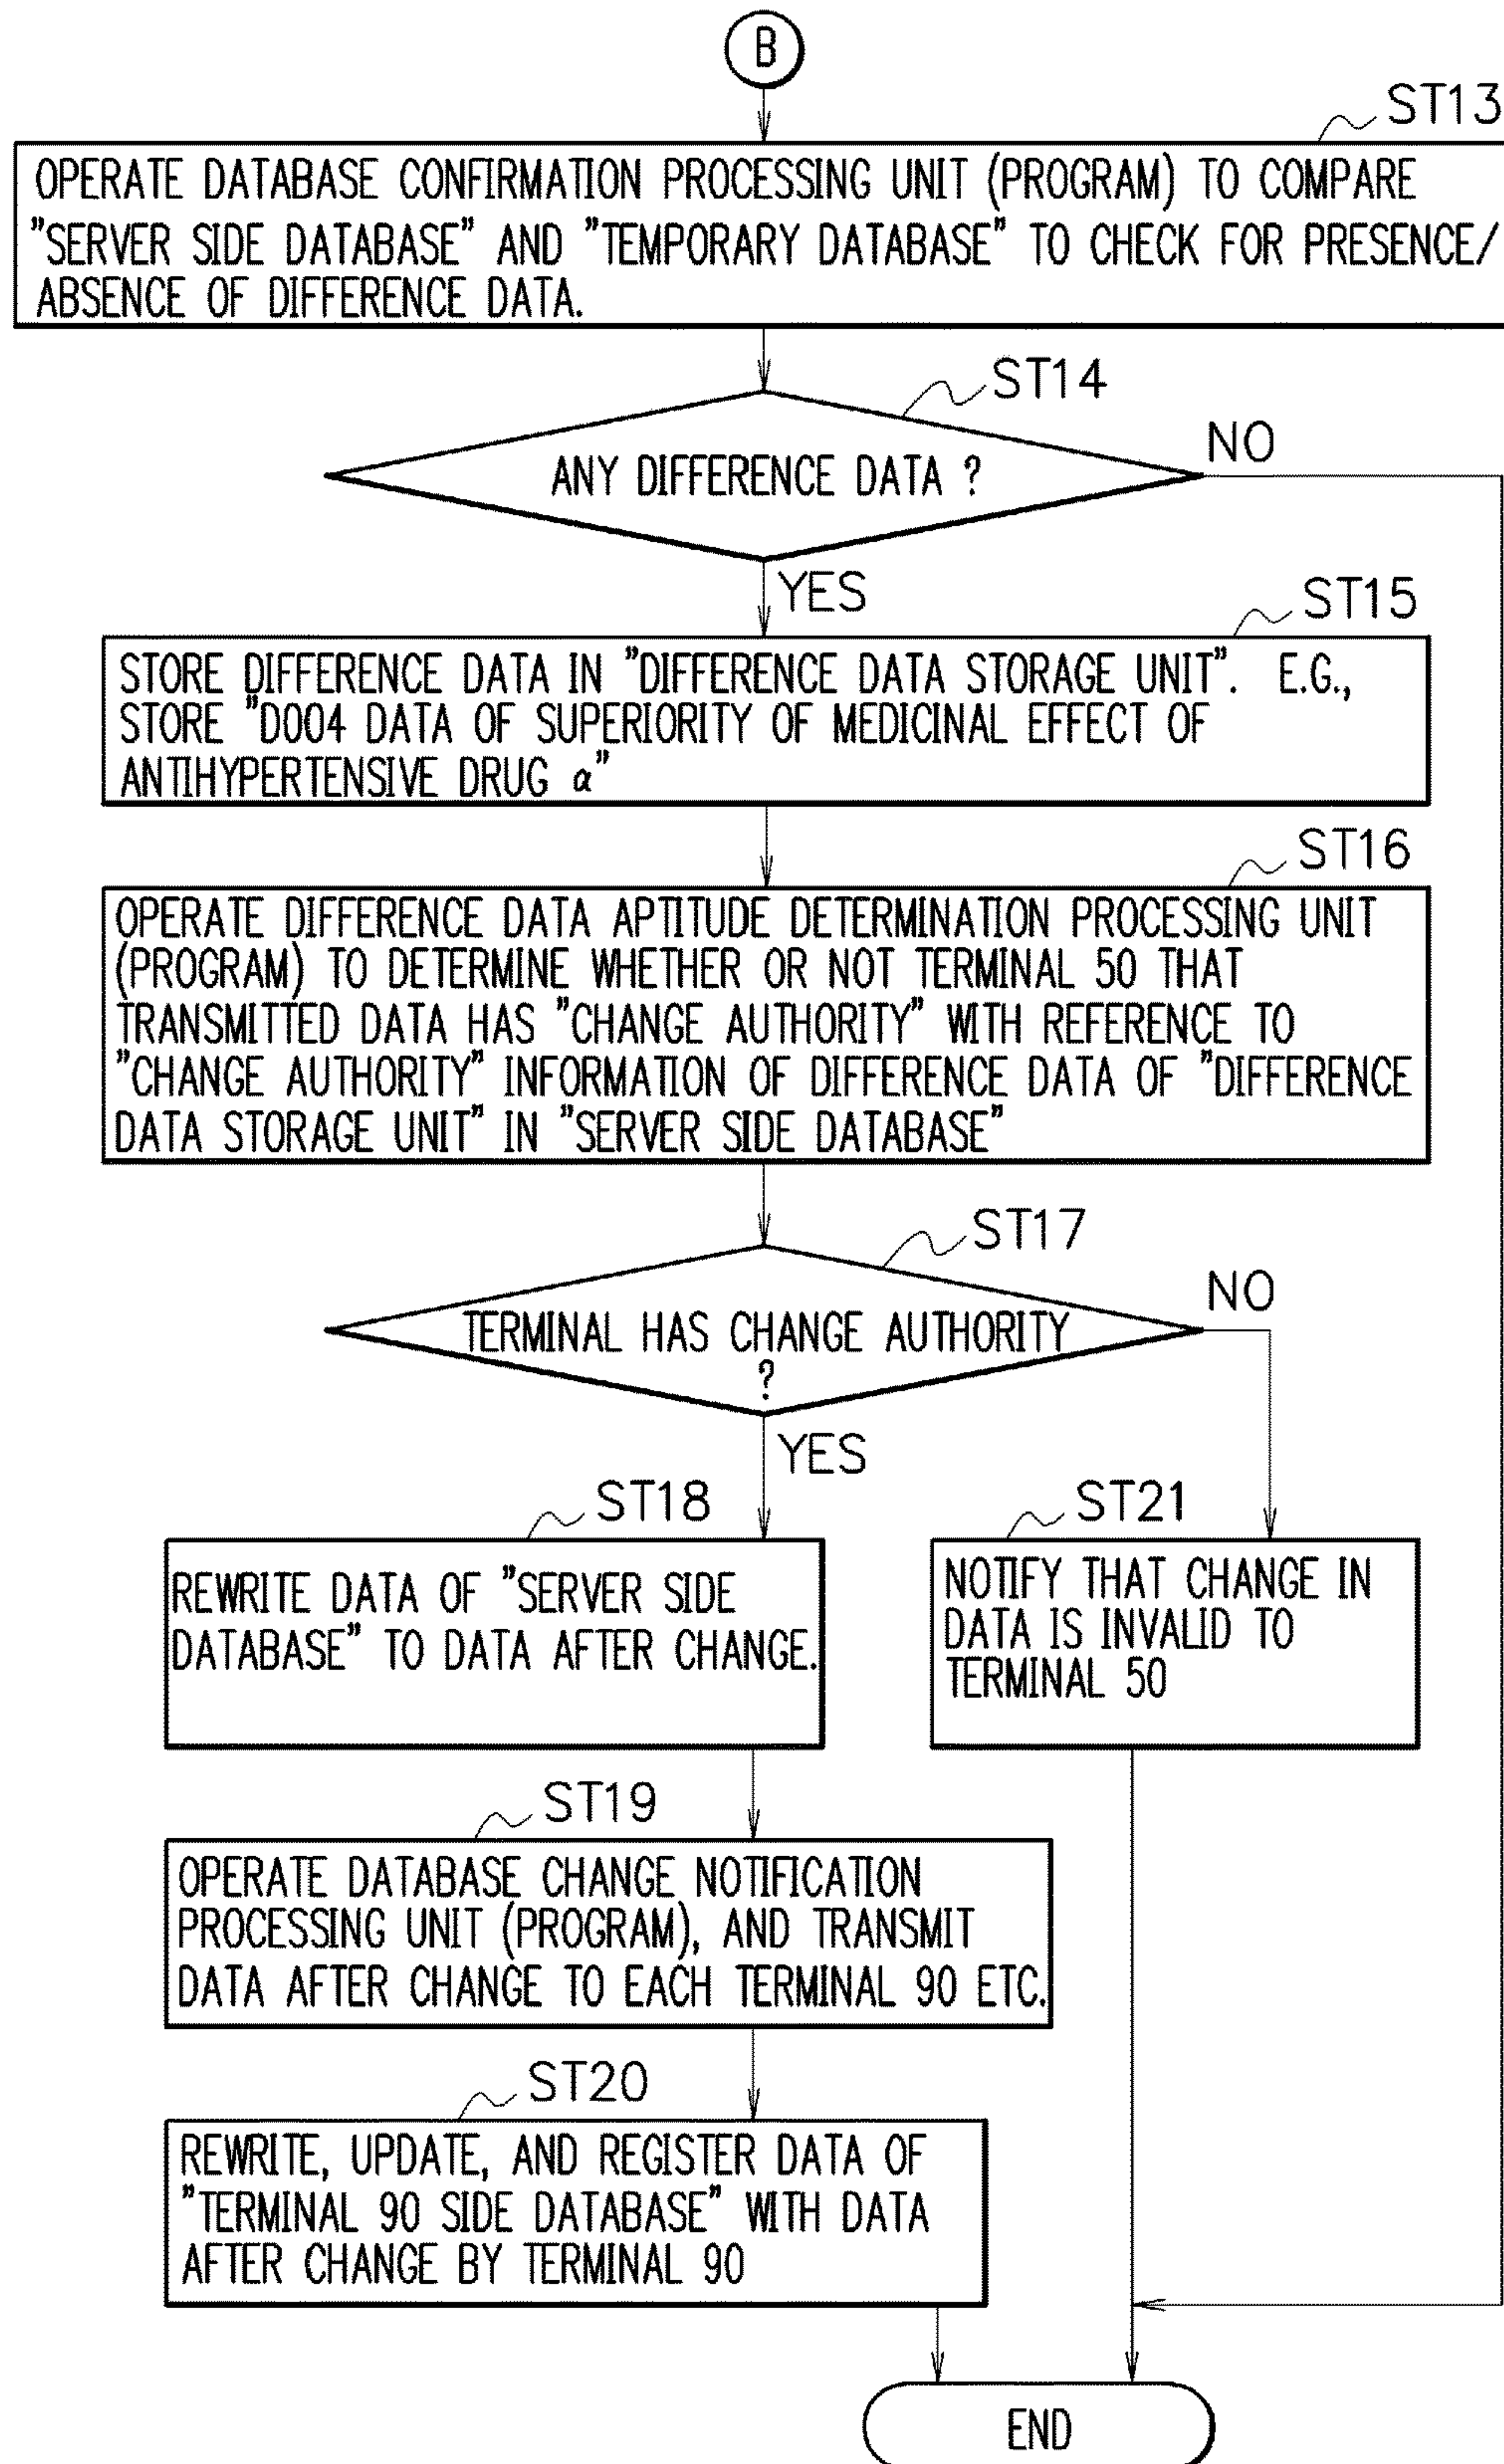 B
ST13
OPERATE DATABASE CONFIRMATION PROCESSING UNIT (PROGRAM) TO COMPARE
"SERVER SIDE DATABASE" AND "TEMPORARY DATABASE" TO CHECK FOR PRESENCE/
ABSENCE OF DIFFERENCE DATA.
ST14
ANY DIFFERENCE DATA ?
NO
YES
ST15
STORE DIFFERENCE DATA IN "DIFFERENCE DATA STORAGE UNIT". E.G.,
STORE "D004 DATA OF SUPERIORITY OF MEDICINAL EFFECT OF
ANTIHYPERTENSIVE DRUG α"
ST16
OPERATE DIFFERENCE DATA APTITUDE DETERMINATION PROCESSING UNIT
(PROGRAM) TO DETERMINE WHETHER OR NOT TERMINAL 50 THAT
TRANSMITTED DATA HAS "CHANGE AUTHORITY" WITH REFERENCE TO
"CHANGE AUTHORITY" INFORMATION OF DIFFERENCE DATA OF "DIFFERENCE
DATA STORAGE UNIT" IN "SERVER SIDE DATABASE"
ST17
TERMINAL HAS CHANGE AUTHORITY
?
NO
YES
ST18
REWRITE DATA OF "SERVER SIDE
DATABASE" TO DATA AFTER CHANGE.
ST21
NOTIFY THAT CHANGE IN
DATA IS INVALID TO
TERMINAL 50
ST19
OPERATE DATABASE CHANGE NOTIFICATION
PROCESSING UNIT (PROGRAM), AND TRANSMIT
DATA AFTER CHANGE TO EACH TERMINAL 90 ETC.
ST20
REWRITE, UPDATE, AND REGISTER DATA OF
"TERMINAL 90 SIDE DATABASE" WITH DATA
AFTER CHANGE BY TERMINAL 90
END